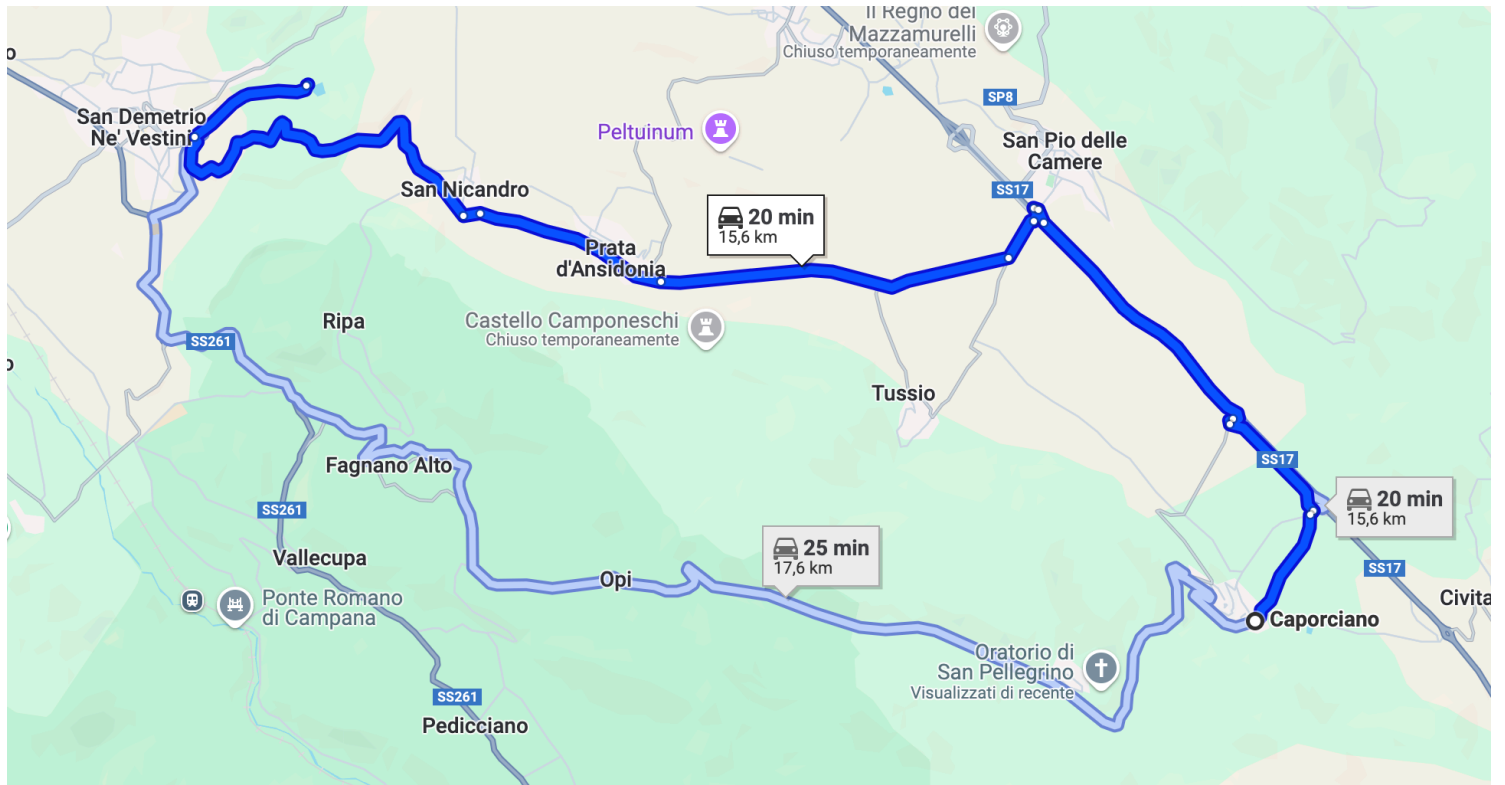 Il Regno dei
Mazzamurelli
Chiuso temporaneamente
SP8
San Demetrio
Ne' Vestini
Peltuinum
San Pio delle
Camere
SS17
San Nicandro
20 min
15,6 km
Prata
d'Ansidonia
Castello Camponeschi
Chiuso temporaneamente
Ripa
SS261
Tussio
Fagnano Alto
SS17
20 min
15,6 km
SS261
25 min
17,6 km
Vallecupa
Opi
SS17
Ponte Romano
di Campana
Civita
Caporciano
Oratorio di
San Pellegrino
Visualizzati di recente
SS261
Pedicciano